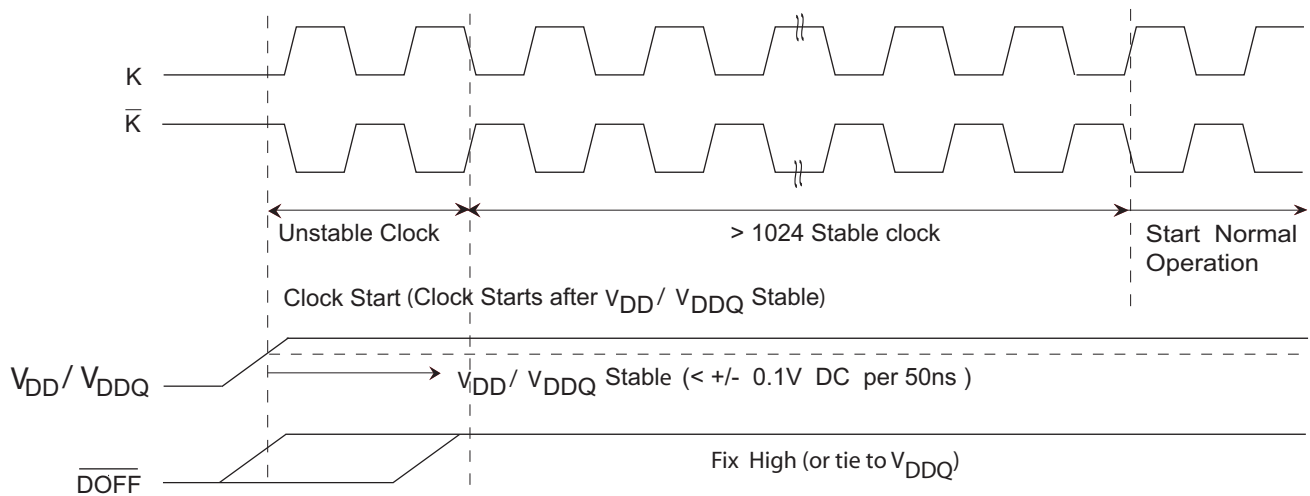 K
K̅
Unstable Clock
> 1024 Stable clock
Start Normal
Operation
Clock Start (Clock Starts after VDD / VDDQ Stable)
VDD / VDDQ
VDD / VDDQ Stable (< +/- 0.1V DC per 50ns )
D̅O̅F̅F̅
Fix High (or tie to VDDQ)